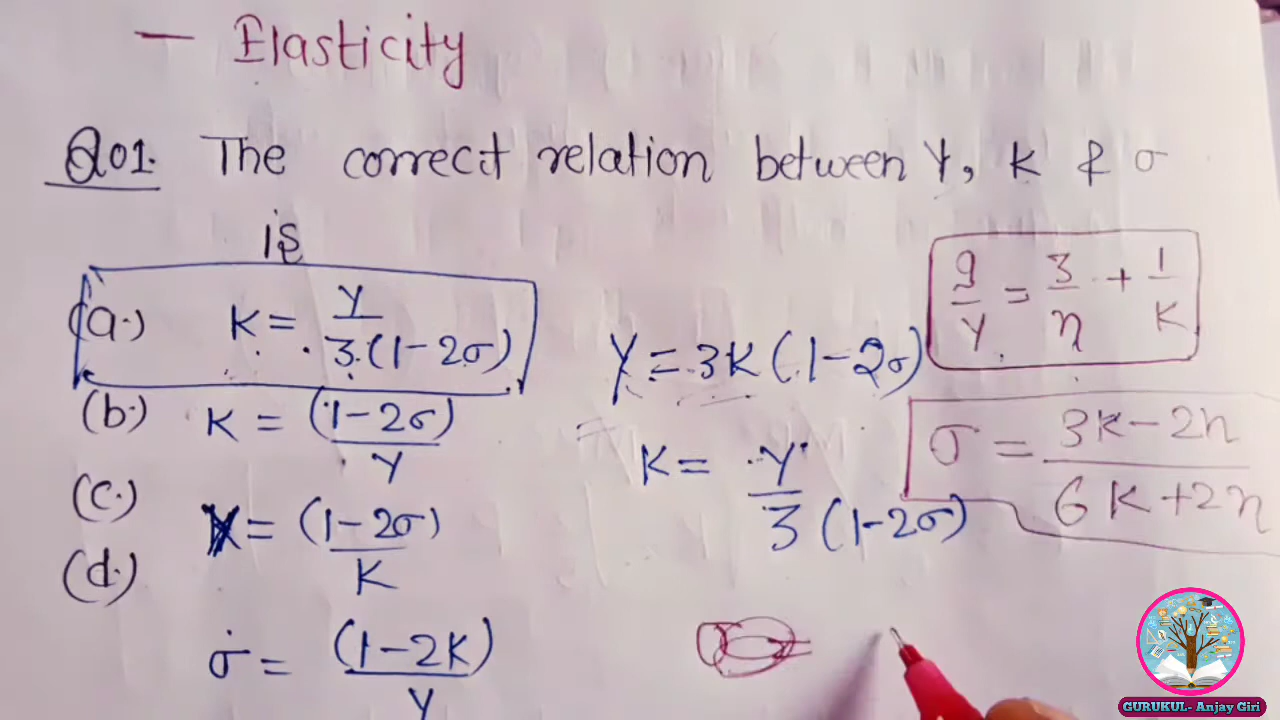 — Elasticity
Q01. The correct relation between Y, K & σ
is
(a.) K = Y / 3(1-2σ)
Y = 3K(1-2σ)
9/Y = 3/η + 1/K
(b.) K = (1-2σ) / Y
K = Y / 3(1-2σ)
σ = 3K-2η / 6K+2η
(c.) = (1-2σ) / K
(d.)
σ = (1-2K) / Y
GURUKUL- Anjay Giri